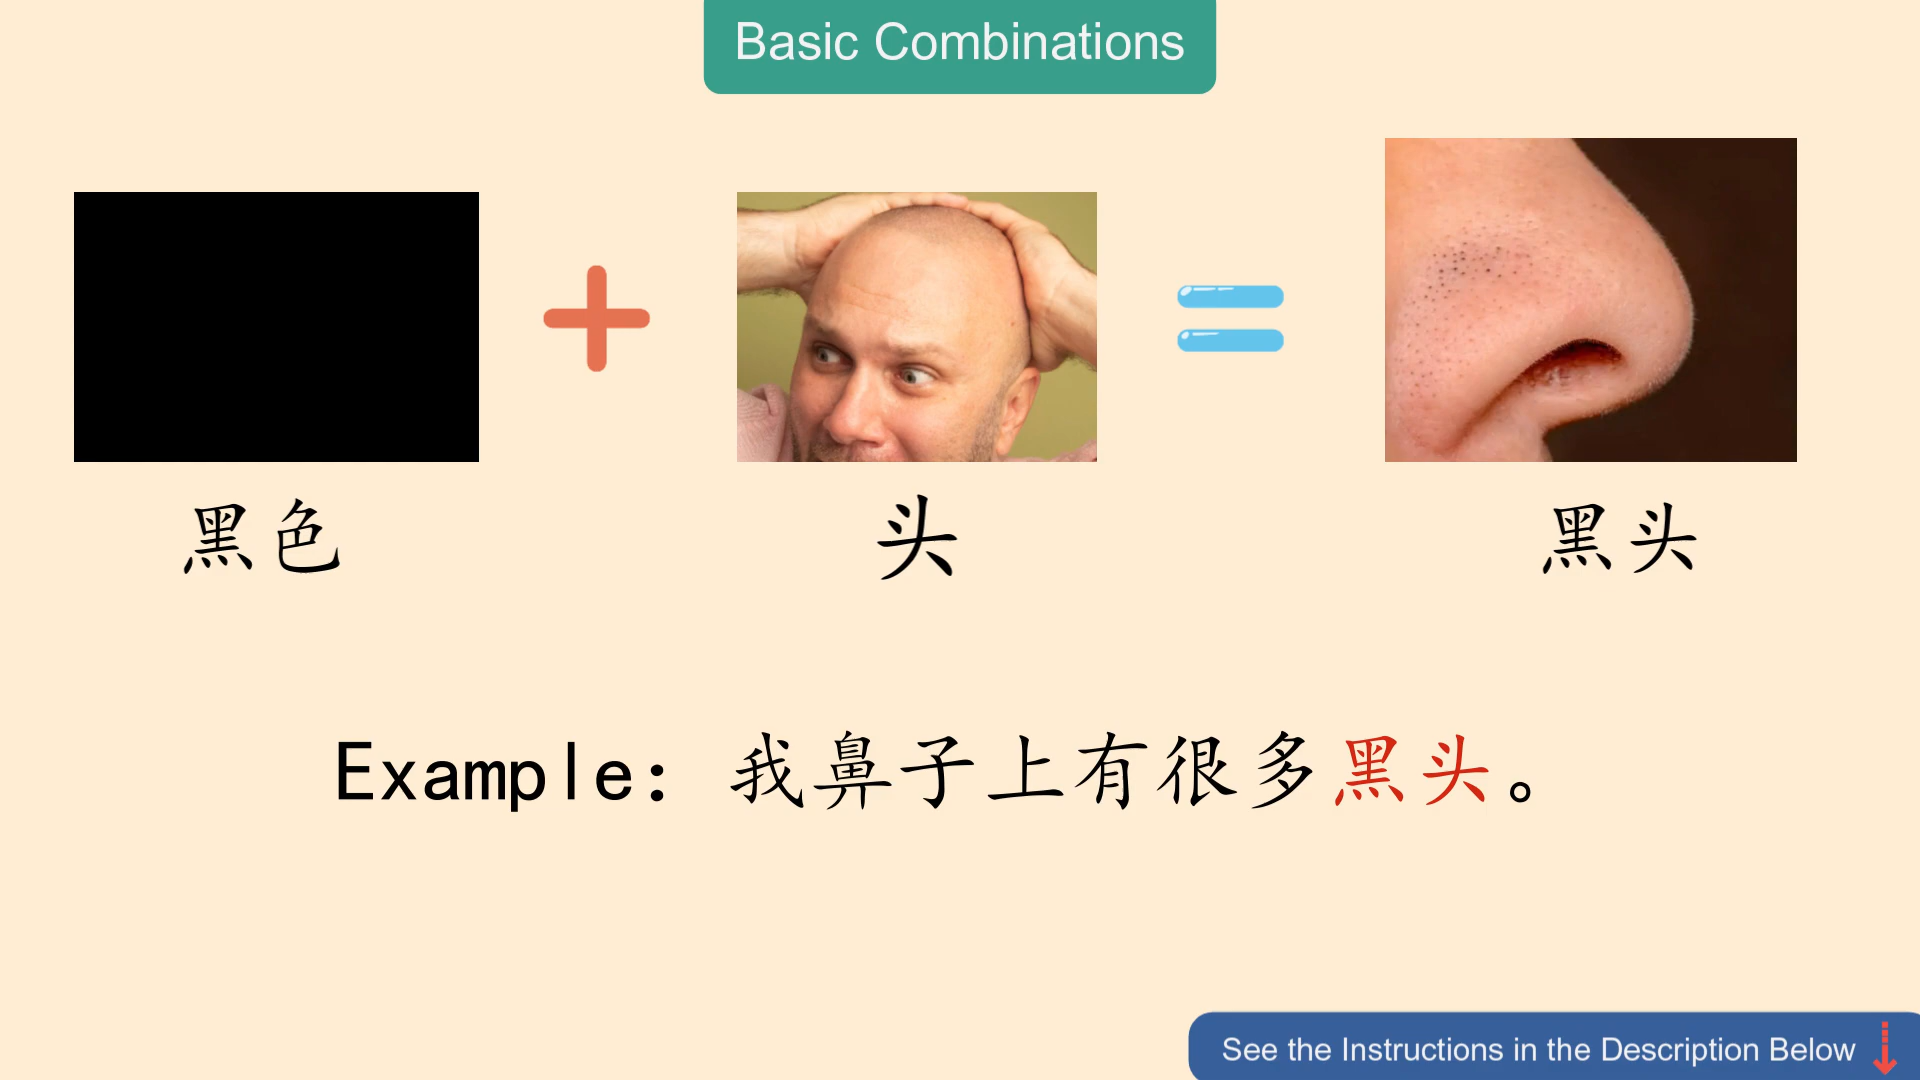 Basic Combinations
黑色
头
黑头
Example: 我鼻子上有很多黑头。
See the Instructions in the Description Below